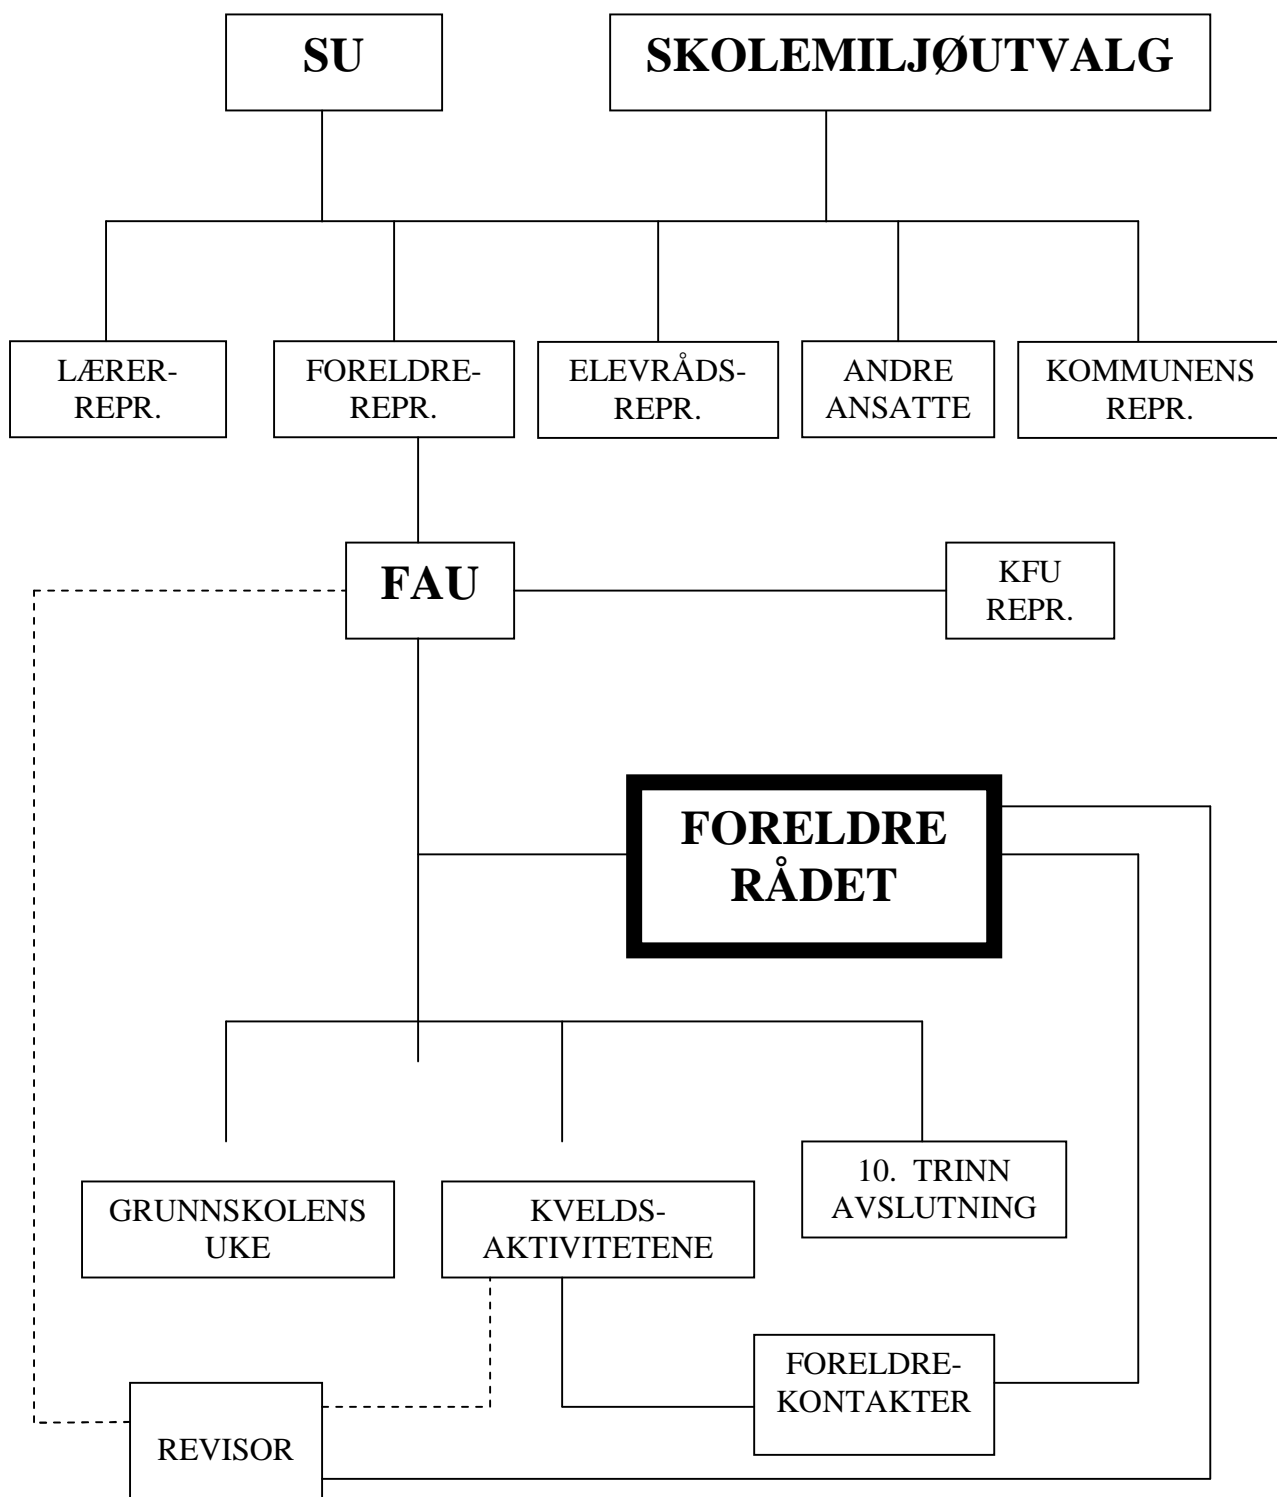 SU
SKOLEMILJØUTVALG
LÆRER-
REPR.
FORELDRE-
REPR.
ELEVRÅDS-
REPR.
ANDRE
ANSATTE
KOMMUNENS
REPR.
FAU
KFU
REPR.
FORELDRE
RÅDET
GRUNNSKOLENS
UKE
KVELDS-
AKTIVITETENE
10. TRINN
AVSLUTNING
FORELDRE-
KONTAKTER
REVISOR